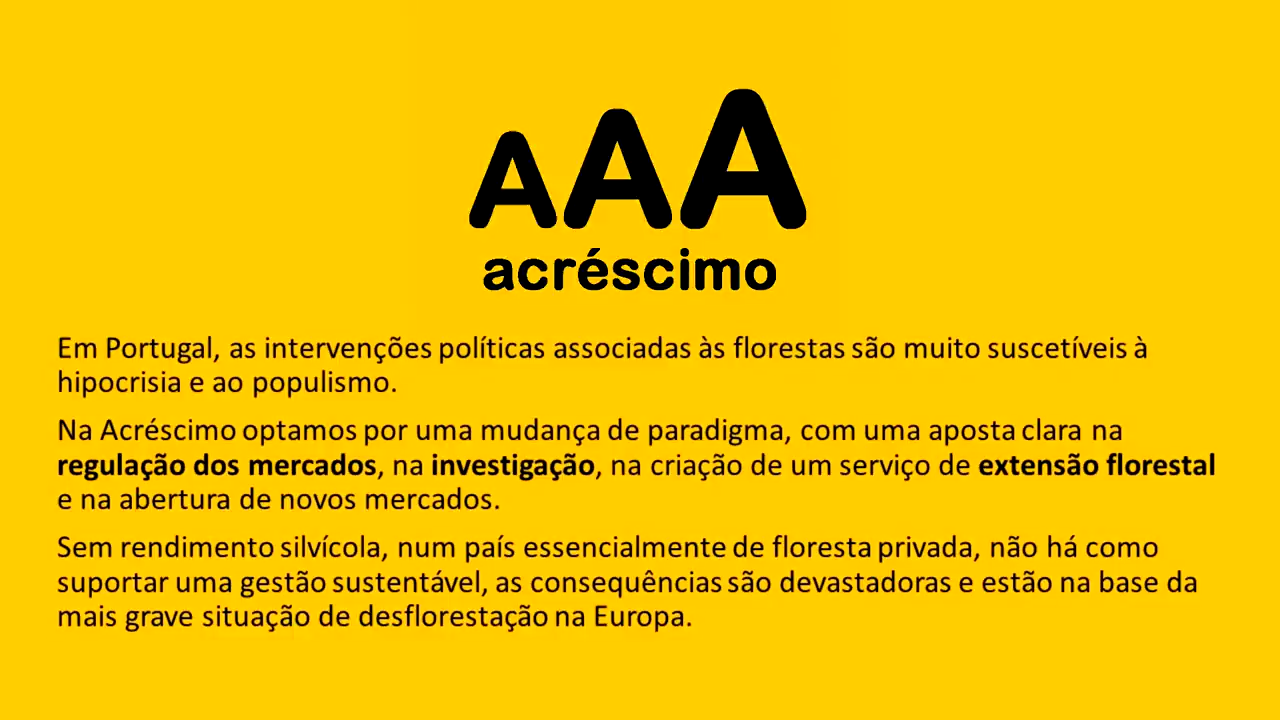 AAA
acréscimo
Em Portugal, as intervenções políticas associadas às florestas são muito suscetíveis à
hipocrisia e ao populismo.
Na Acréscimo optamos por uma mudança de paradigma, com uma aposta clara na
regulação dos mercados, na investigação, na criação de um serviço de extensão florestal
e na abertura de novos mercados.
Sem rendimento silvícola, num país essencialmente de floresta privada, não há como
suportar uma gestão sustentável, as consequências são devastadoras e estão na base da
mais grave situação de desflorestação na Europa.